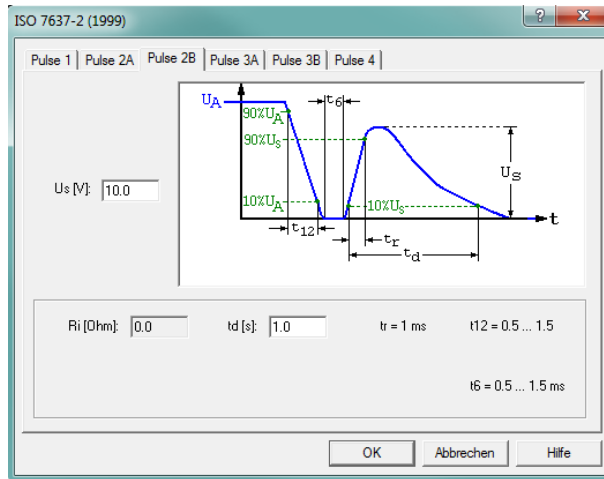 ISO 7637-2 (1999)
Pulse 1 Pulse 2A Pulse 2B Pulse 3A Pulse 3B Pulse 4
UA t6
90%UA
90%Us
Us
Us [V]: 10.0
10%UA 10%Us
t
t12 tr
td
Ri [Ohm]: 0.0 td [s]: 1.0 tr = 1 ms t12 = 0.5 ... 1.5
t6 = 0.5 ... 1.5 ms
OK Abbrechen Hilfe